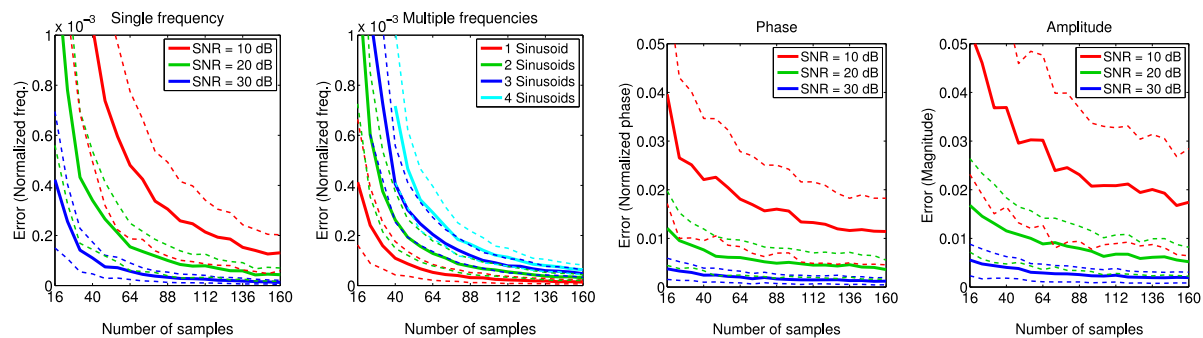 Single frequency
1 x 10⁻³
0.8
0.6
0.4
0.2
0
16 40 64 88 112 136 160
Error (Normalized freq.)
Number of samples
SNR = 10 dB
SNR = 20 dB
SNR = 30 dB
Multiple frequencies
1 x 10⁻³
0.8
0.6
0.4
0.2
0
16 40 64 88 112 136 160
Error (Normalized freq.)
Number of samples
1 Sinusoid
2 Sinusoids
3 Sinusoids
4 Sinusoids
Phase
0.05
0.04
0.03
0.02
0.01
0
16 40 64 88 112 136 160
Error (Normalized phase)
Number of samples
SNR = 10 dB
SNR = 20 dB
SNR = 30 dB
Amplitude
0.05
0.04
0.03
0.02
0.01
0
16 40 64 88 112 136 160
Error (Magnitude)
Number of samples
SNR = 10 dB
SNR = 20 dB
SNR = 30 dB